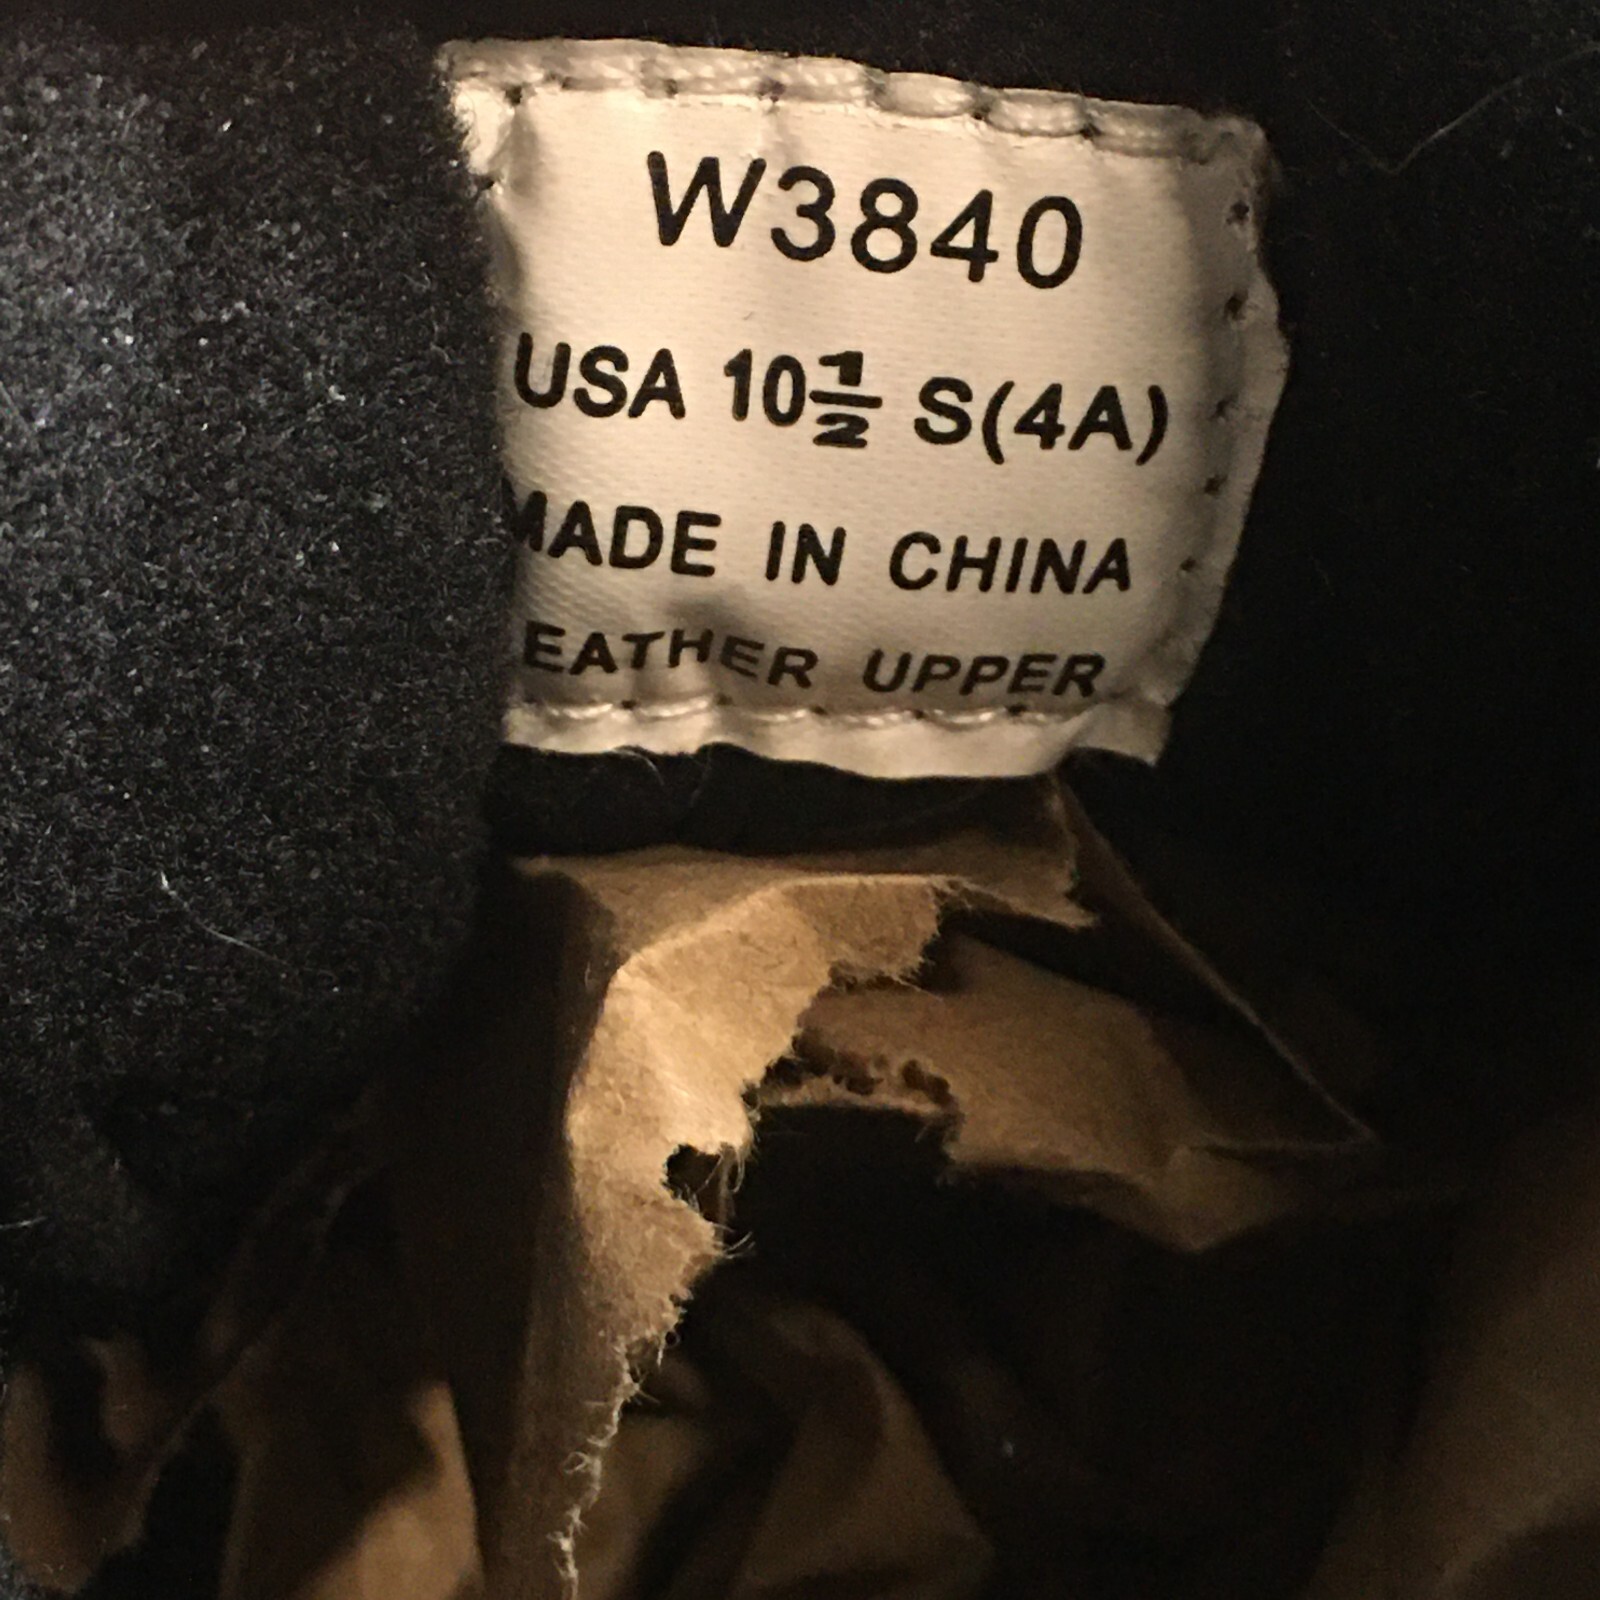 W3840
USA 10½ S(4A)
MADE IN CHINA
EATHER UPPER